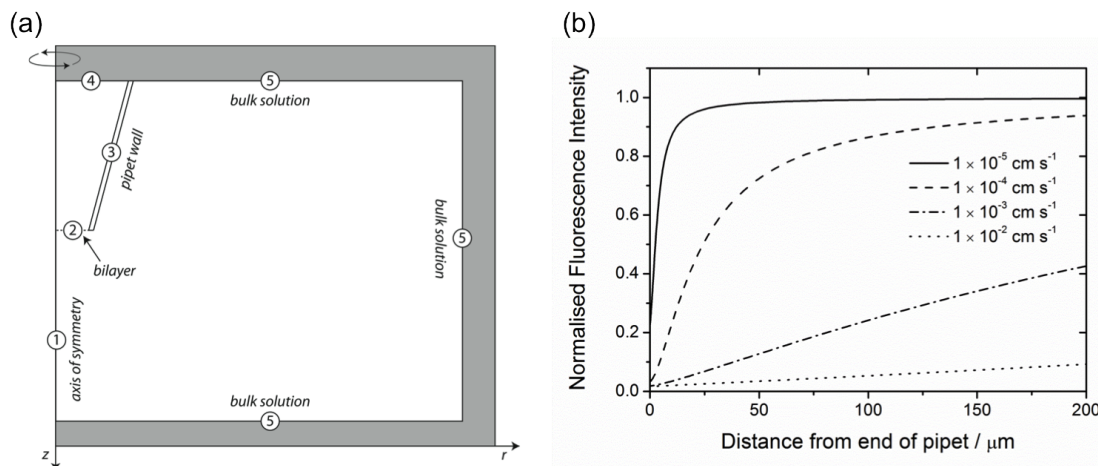 (a)
(b)
4
5
bulk solution
3
pipet wall
2
bilayer
bulk solution
5
1
axis of symmetry
bulk solution
5
z
r
Normalised Fluorescence Intensity
1.0
0.8
0.6
0.4
0.2
0.0
1 × 10⁻⁵ cm s⁻¹
1 × 10⁻⁴ cm s⁻¹
1 × 10⁻³ cm s⁻¹
1 × 10⁻² cm s⁻¹
0 50 100 150 200
Distance from end of pipet / μm